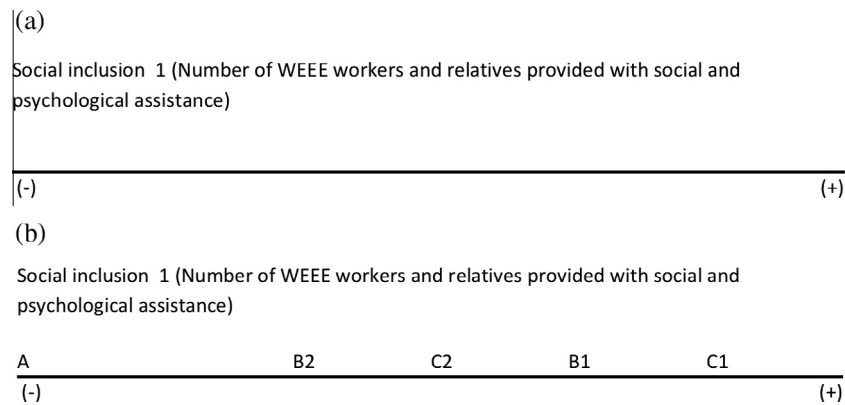 (a)
Social inclusion 1 (Number of WEEE workers and relatives provided with social and
psychological assistance)
(-) (+)
(b)
Social inclusion 1 (Number of WEEE workers and relatives provided with social and
psychological assistance)
A B2 C2 B1 C1
(-) (+)